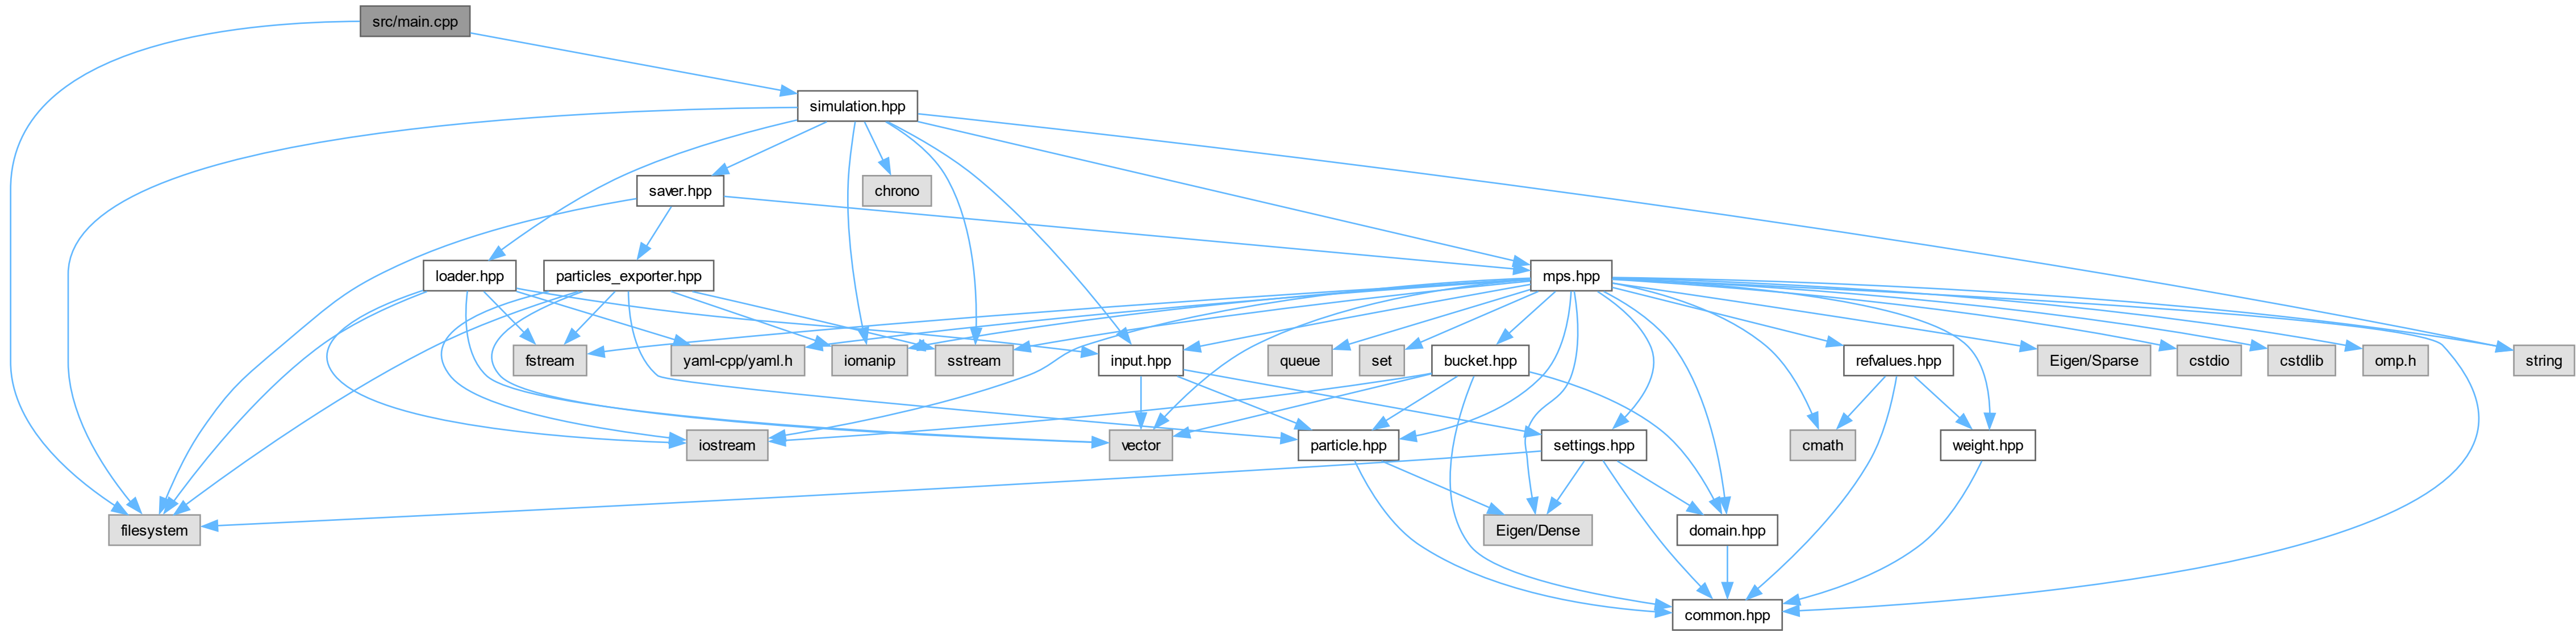 src/main.cpp
simulation.hpp
saver.hpp
chrono
loader.hpp
particles_exporter.hpp
mps.hpp
fstream
yaml-cpp/yaml.h
iomanip
sstream
input.hpp
queue
set
bucket.hpp
refvalues.hpp
Eigen/Sparse
cstdio
cstdlib
omp.h
string
iostream
vector
particle.hpp
settings.hpp
cmath
weight.hpp
filesystem
Eigen/Dense
domain.hpp
common.hpp